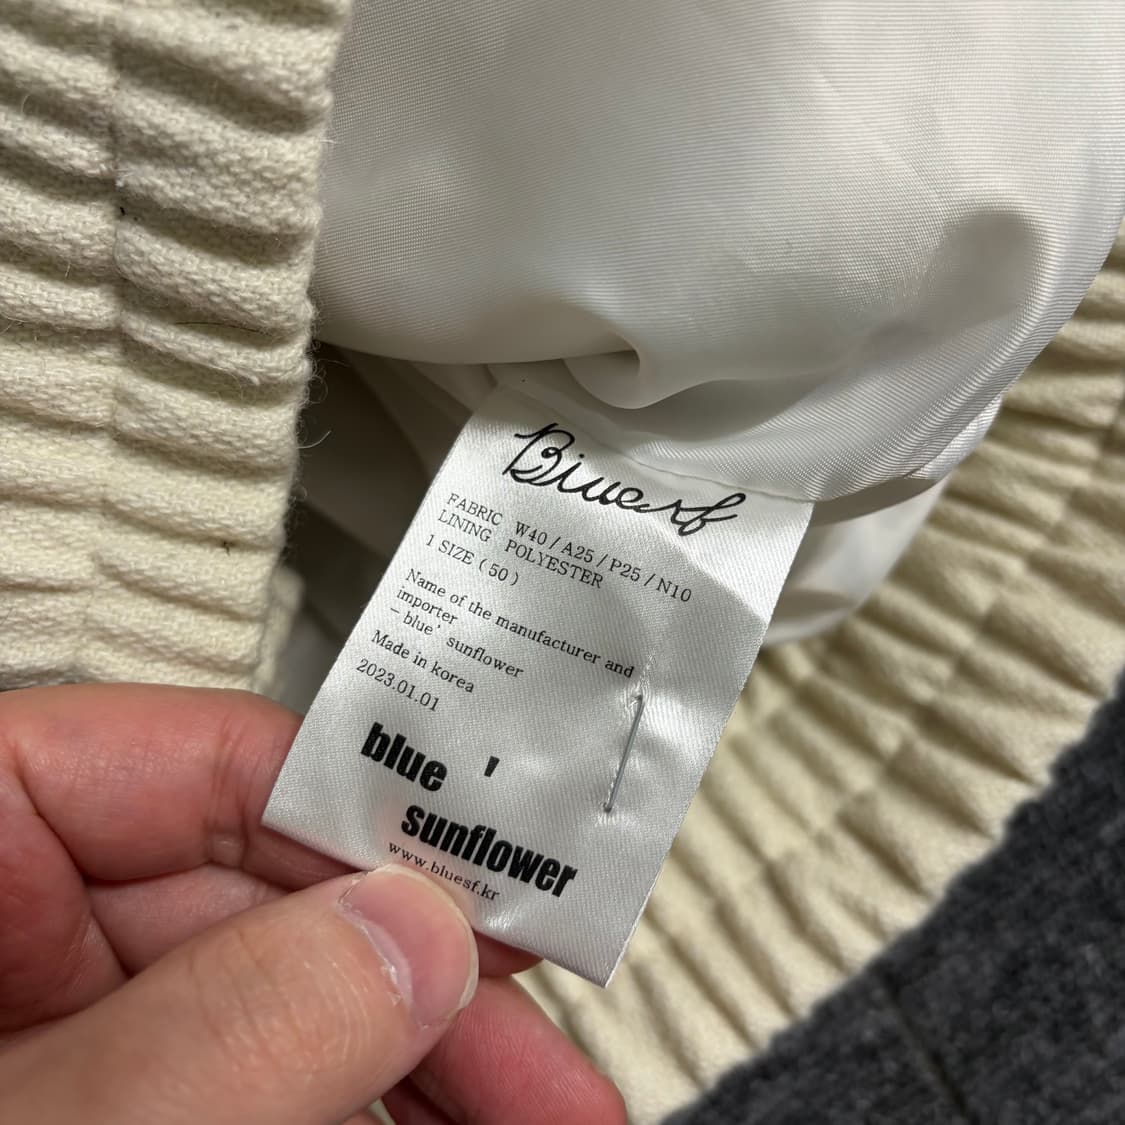 Bluesf
FABRIC W40 / A25 / P25 / N10
LINING POLYESTER
1 SIZE ( 50 )
Name of the manufacturer and
importer
- blue' sunflower
Made in korea
2023.01.01
blue '
sunflower
www.bluesf.kr